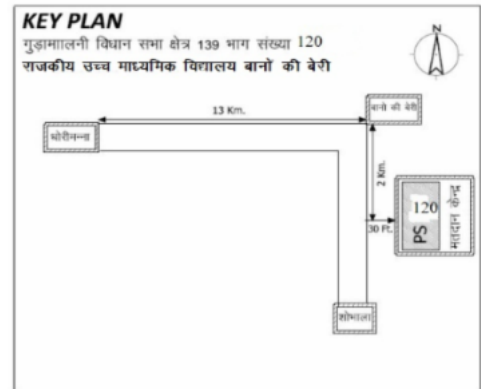 KEY PLAN
गुड़ामाालनी विधान सभा क्षेत्र 139 भाग संख्या 120
राजकीय उच्च माध्यमिक विद्यालय बानों की बेरी
N
13 Km.
बानो की बेरी
धोरीमन्ना
2 Km.
120
PS
मतदान केन्द्र
30 Ft.
शोभाला